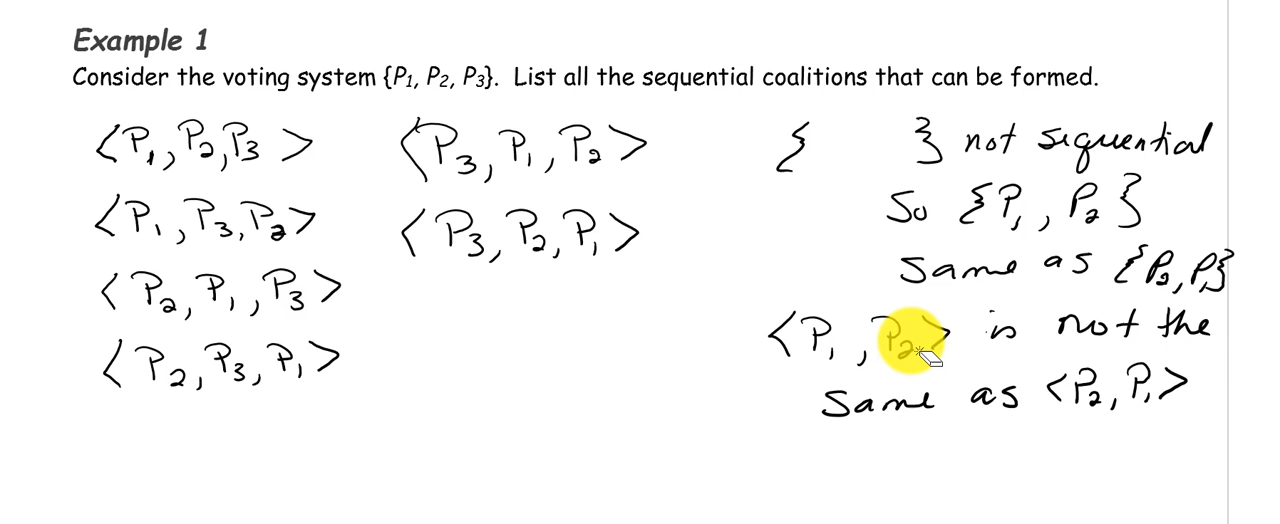 Example 1
Consider the voting system {P1, P2, P3}. List all the sequential coalitions that can be formed.
<P1, P2, P3>
<P1, P3, P2>
<P2, P1, P3>
<P2, P3, P1>
<P3, P1, P2>
<P3, P2, P1>
{ } not sequential
So {P1, P2}
same as {P2, P1}
<P1, P2> is not the
same as <P2, P1>